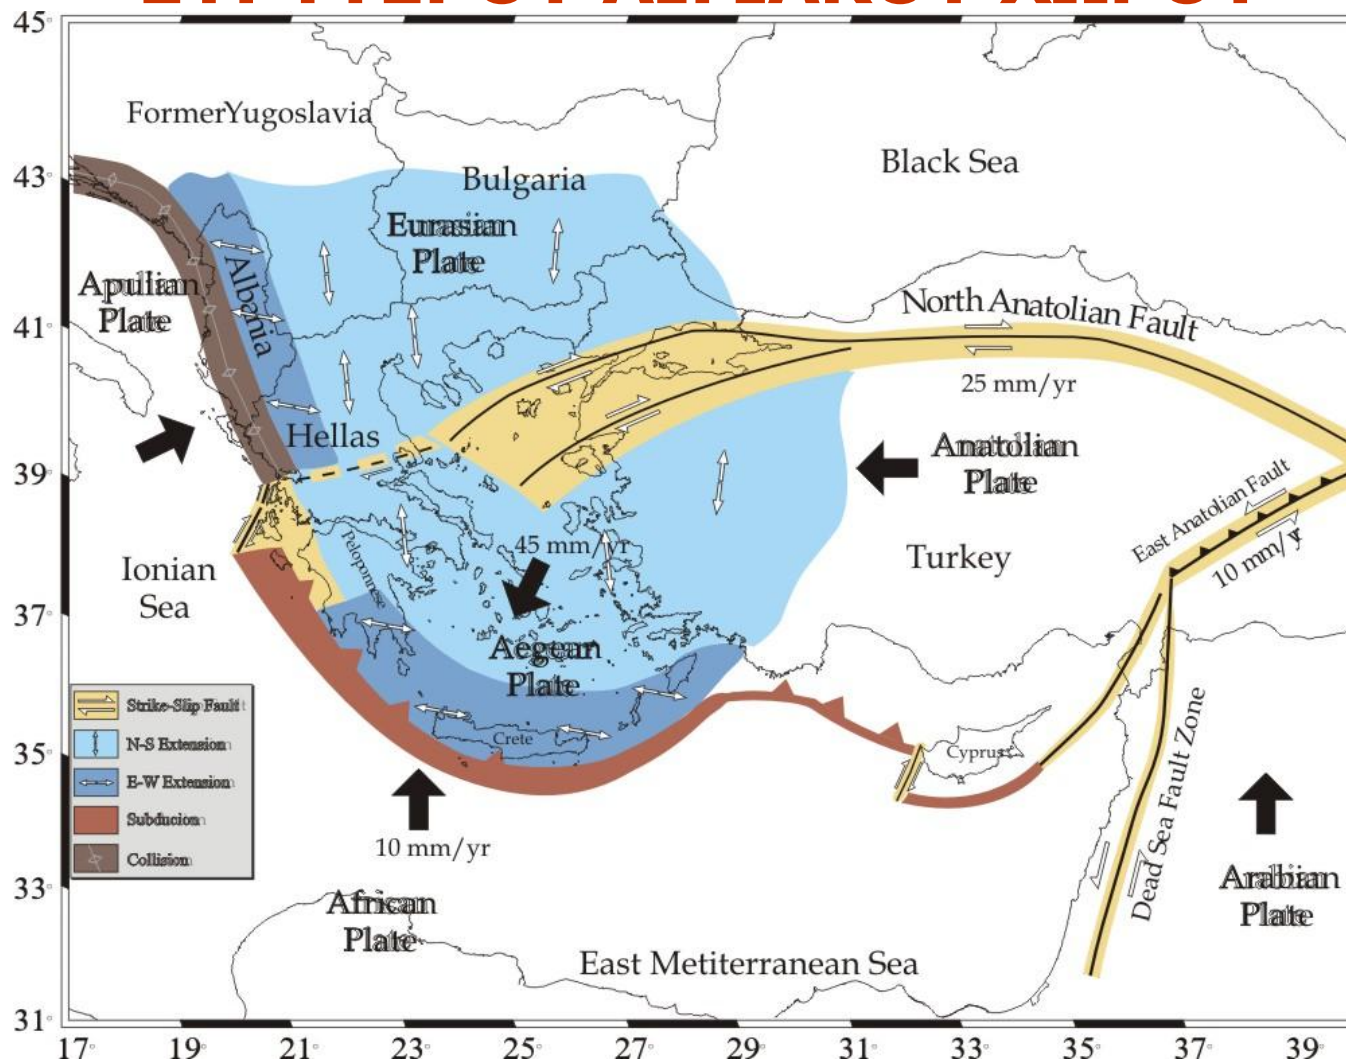 45°
43°
41°
39°
37°
35°
33°
31°
17°
19°
21°
23°
25°
27°
29°
31°
33°
35°
37°
39°
Former Yugoslavia
Bulgaria
Black Sea
Eurasian
Plate
Apulian
Plate
Albania
North Anatolian Fault
25 mm/yr
Hellas
Anatolian
Plate
East Anatolian Fault
10 mm/yr
Ionian
Sea
Peloponnese
45 mm/yr
Turkey
Aegean
Plate
Strike-Slip Fault
N-S Extension
E-W Extension
Subducion
Collision
Crete
Cyprus
Dead Sea Fault Zone
10 mm/yr
African
Plate
Arabian
Plate
East Metiterranean Sea